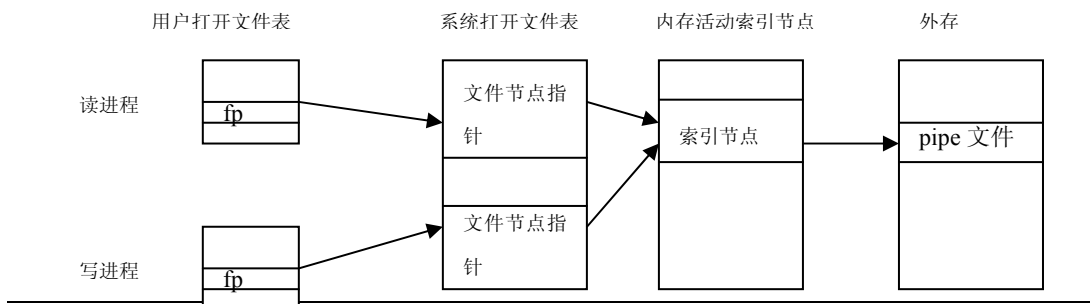 用户打开文件表 系统打开文件表 内存活动索引节点 外存
读进程
fp
文件节点指
针
索引节点
pipe 文件
写进程
fp
文件节点指
针